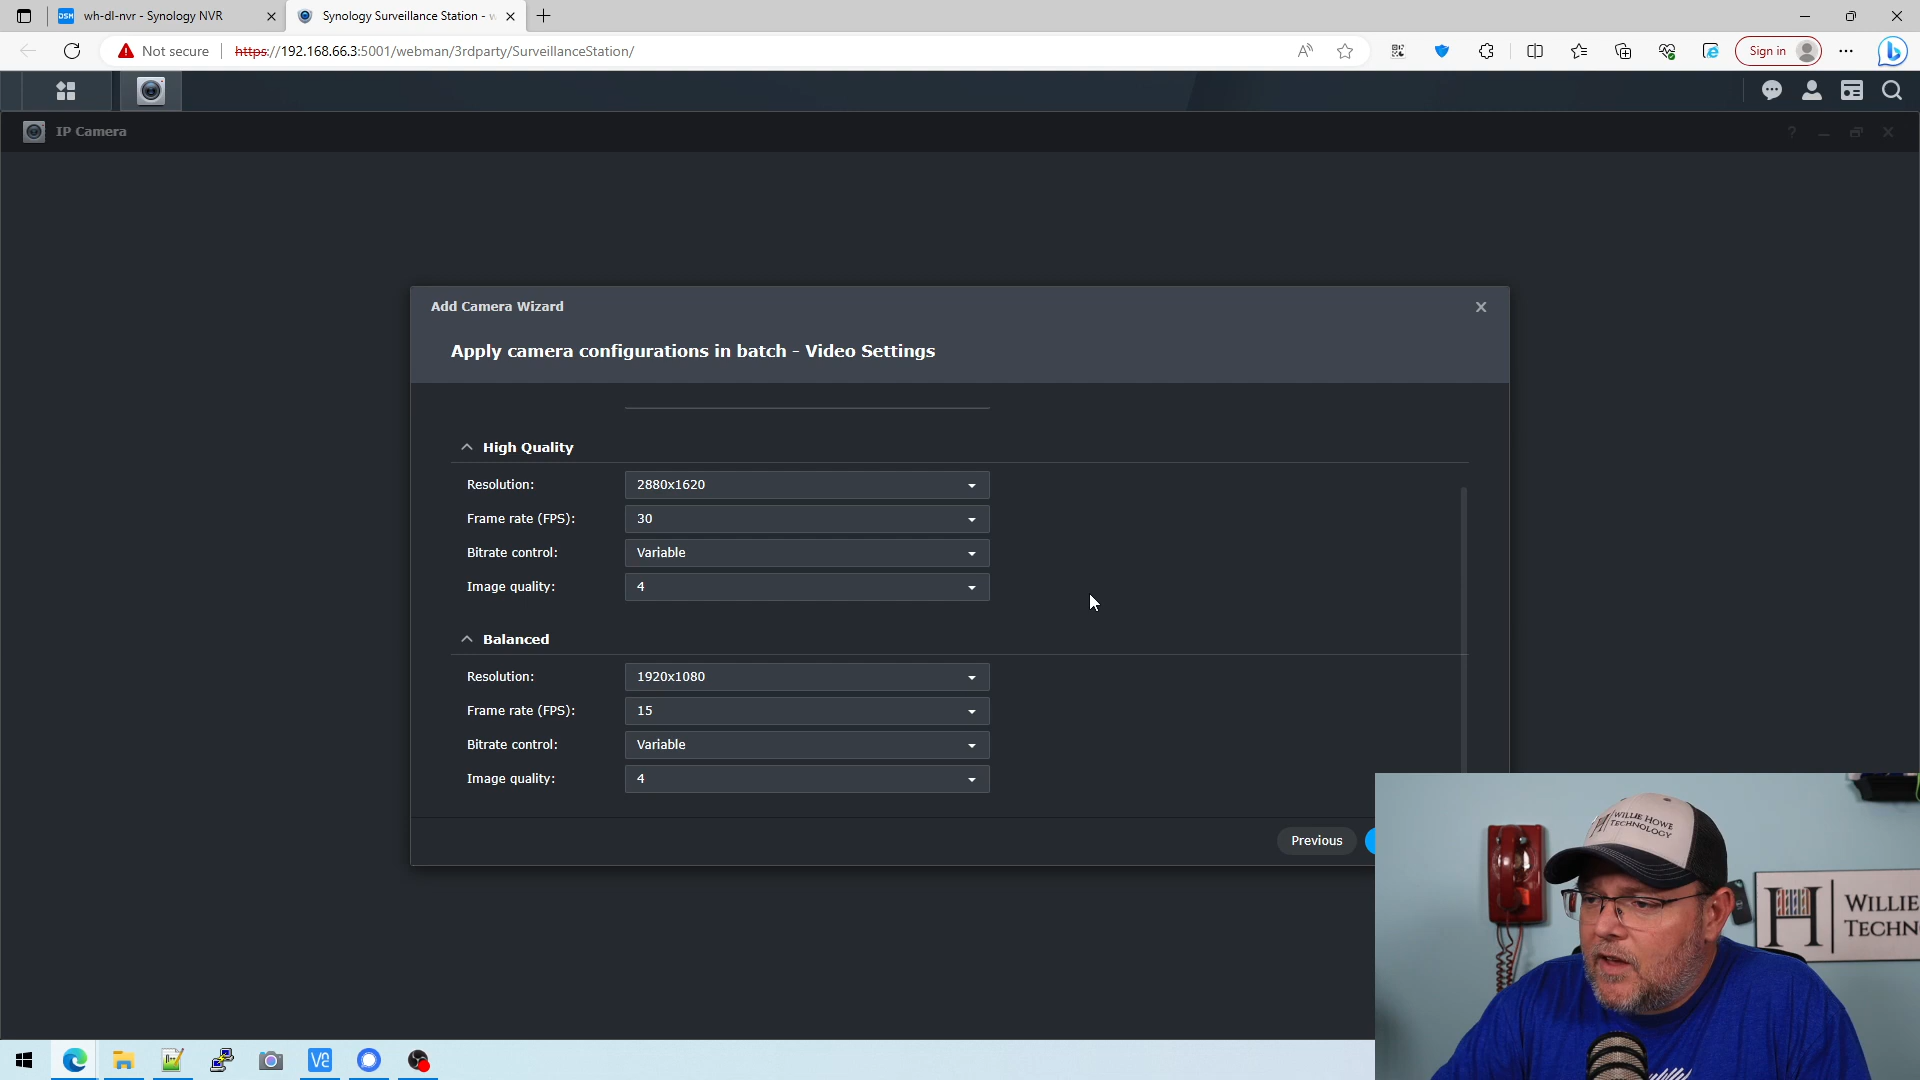 wh-dl-nvr - Synology NVR
Synology Surveillance Station - w
Not secure
https://192.168.66.3:5001/webman/3rdparty/SurveillanceStation/
Sign in
IP Camera
Add Camera Wizard
Apply camera configurations in batch - Video Settings
High Quality
Resolution: 2880x1620
Frame rate (FPS): 30
Bitrate control: Variable
Image quality: 4
Balanced
Resolution: 1920x1080
Frame rate (FPS): 15
Bitrate control: Variable
Image quality: 4
Previous
WILLIE HOWE
TECHNOLOGY
H WILLIE
TECHN